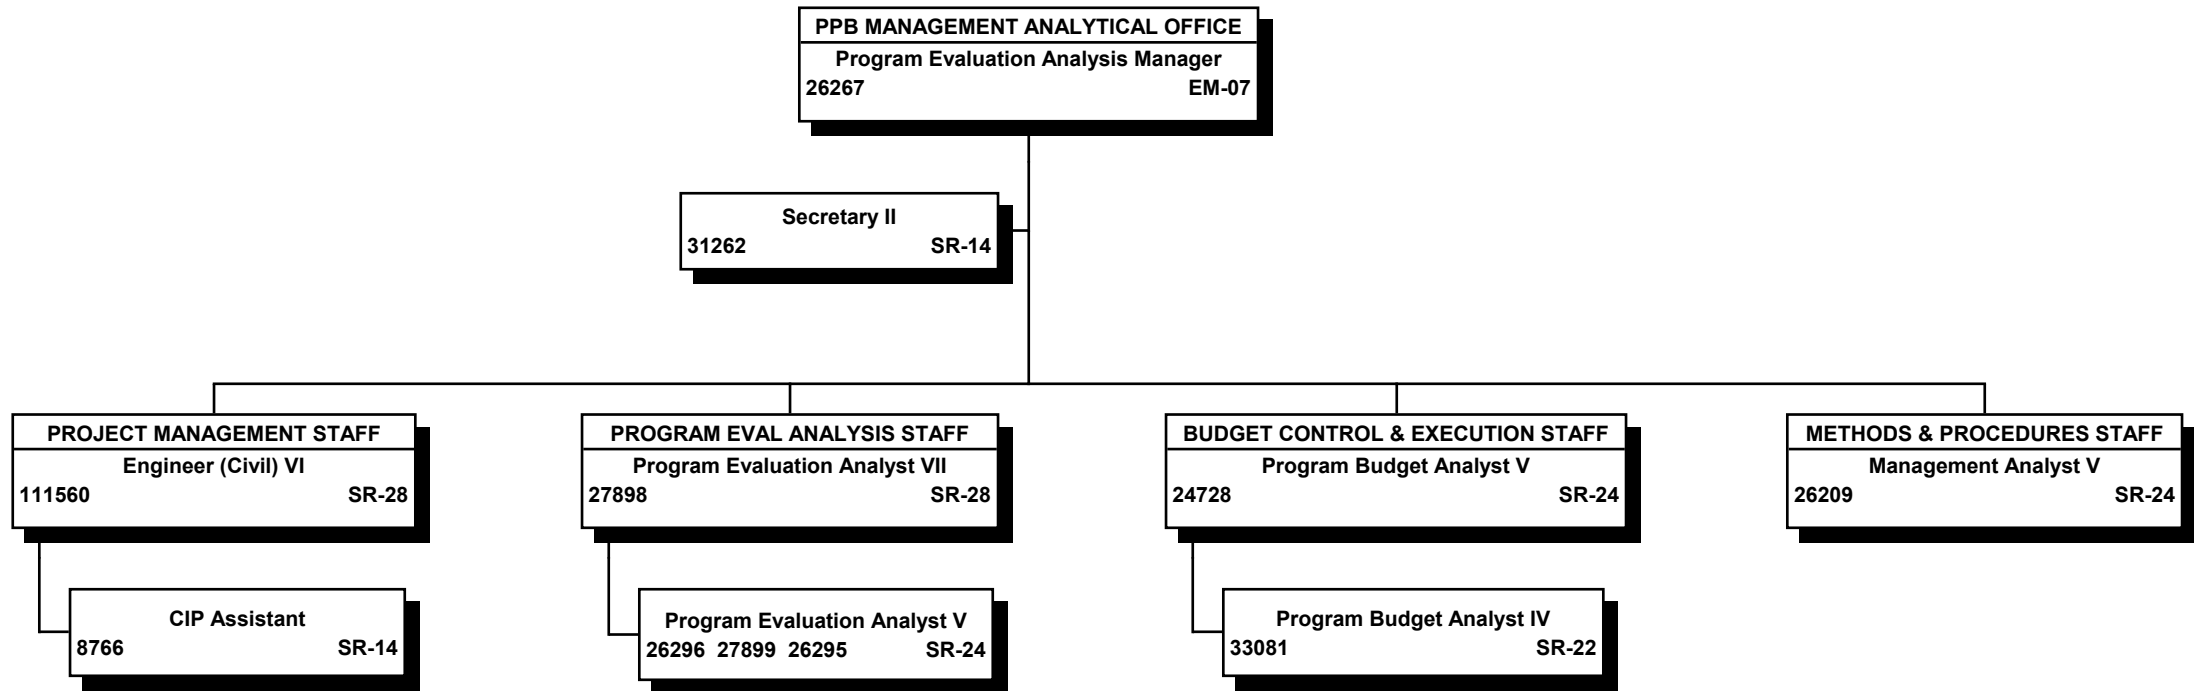 PPB MANAGEMENT ANALYTICAL OFFICE
Program Evaluation Analysis Manager
26267 EM-07
Secretary II
31262 SR-14
PROJECT MANAGEMENT STAFF
Engineer (Civil) VI
111560 SR-28
CIP Assistant
8766 SR-14
PROGRAM EVAL ANALYSIS STAFF
Program Evaluation Analyst VII
27898 SR-28
Program Evaluation Analyst V
26296 27899 26295 SR-24
BUDGET CONTROL & EXECUTION STAFF
Program Budget Analyst V
24728 SR-24
Program Budget Analyst IV
33081 SR-22
METHODS & PROCEDURES STAFF
Management Analyst V
26209 SR-24